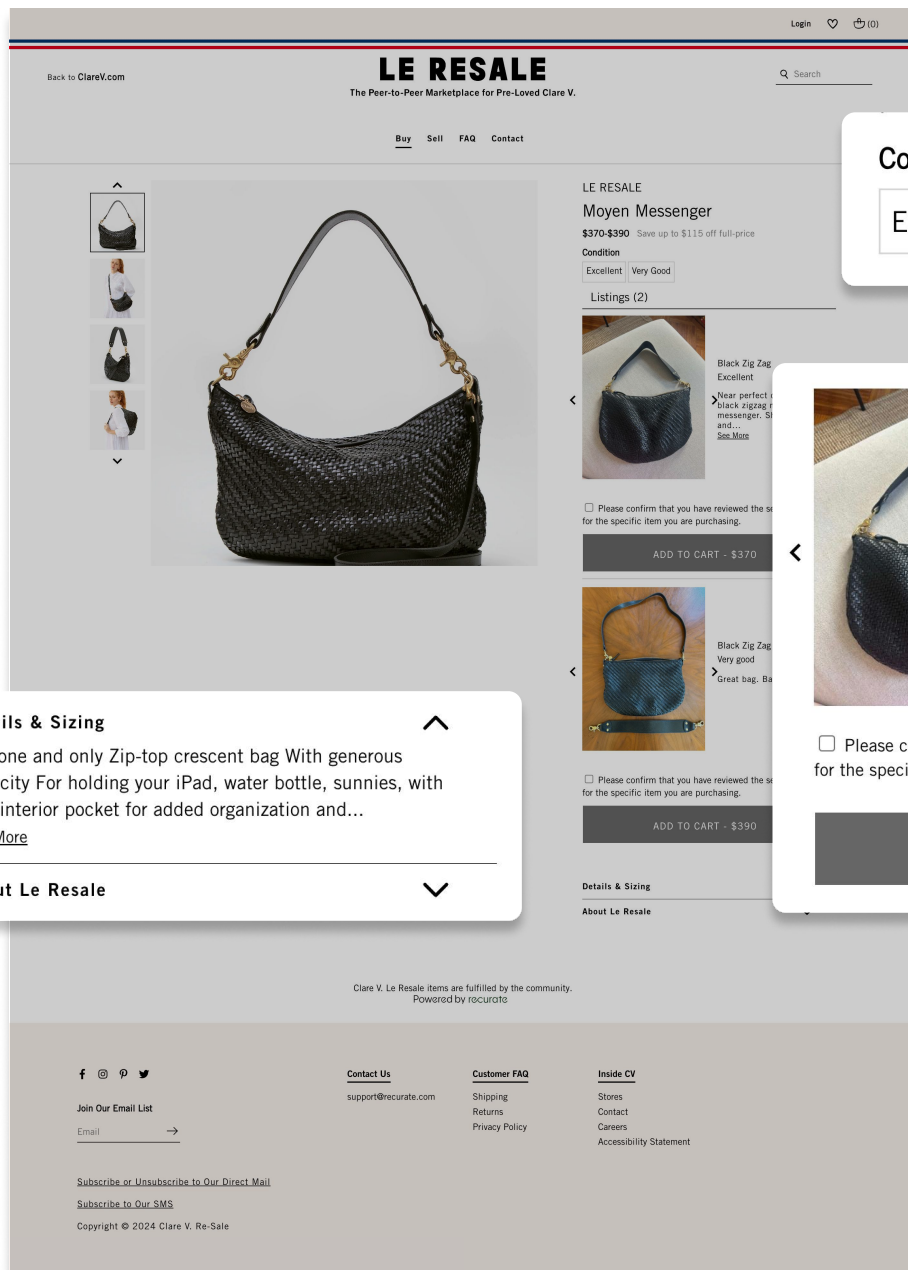 Login
(0)
Back to ClareV.com
LE RESALE
The Peer-to-Peer Marketplace for Pre-Loved Clare V.
Search
Buy Sell FAQ Contact
LE RESALE
Moyen Messenger
$370-$390 Save up to $115 off full-price
Condition
Excellent Very Good
Listings (2)
Black Zig Zag
Excellent
Near perfect
black zigzag
messenger.
and...
See More
Please confirm that you have reviewed the
for the specific item you are purchasing.
ADD TO CART - $370
Black Zig Zag
Very good
Great bag.
Please confirm that you have reviewed the
for the specific item you are purchasing.
ADD TO CART - $390
Details & Sizing
About Le Resale
Co
E
Please c
for the speci
ils & Sizing
one and only Zip-top crescent bag With generous
city For holding your iPad, water bottle, sunnies, with
interior pocket for added organization and...
More
ut Le Resale
Clare V. Le Resale items are fulfilled by the community.
Powered by recurate
Join Our Email List
Email
Subscribe or Unsubscribe to Our Direct Mail
Subscribe to Our SMS
Copyright © 2024 Clare V. Re-Sale
Contact Us
support@recurate.com
Customer FAQ
Shipping
Returns
Privacy Policy
Inside CV
Stores
Contact
Careers
Accessibility Statement